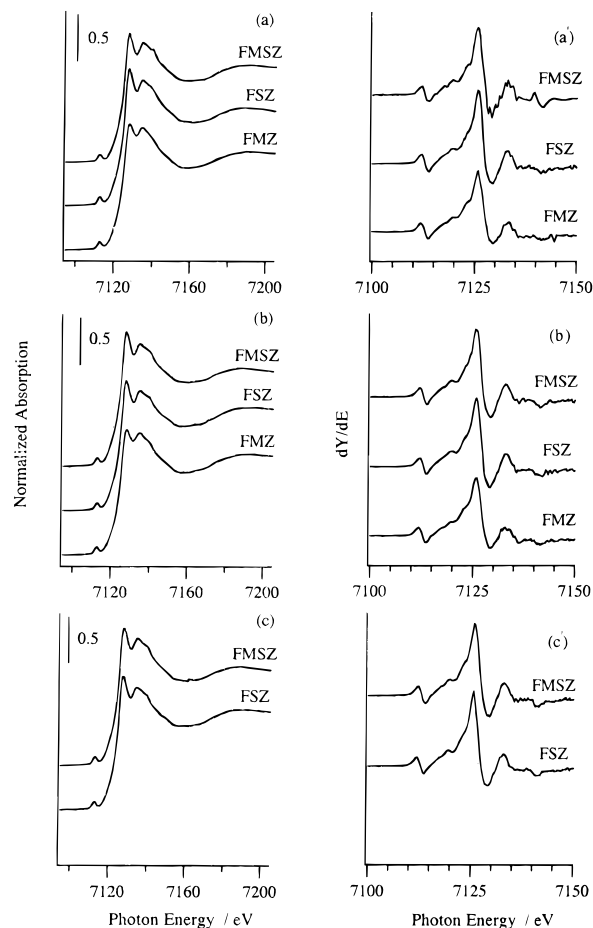 (a)
0.5
FMSZ
FSZ
FMZ
7120 7160 7200
(a')
FMSZ
FSZ
FMZ
7100 7125 7150
(b)
0.5
FMSZ
FSZ
FMZ
7120 7160 7200
(b)
FMSZ
FSZ
FMZ
7100 7125 7150
(c)
0.5
FMSZ
FSZ
7120 7160 7200
(c')
FMSZ
FSZ
7100 7125 7150
Normalized Absorption
dY/dE
Photon Energy / eV
Photon Energy / eV